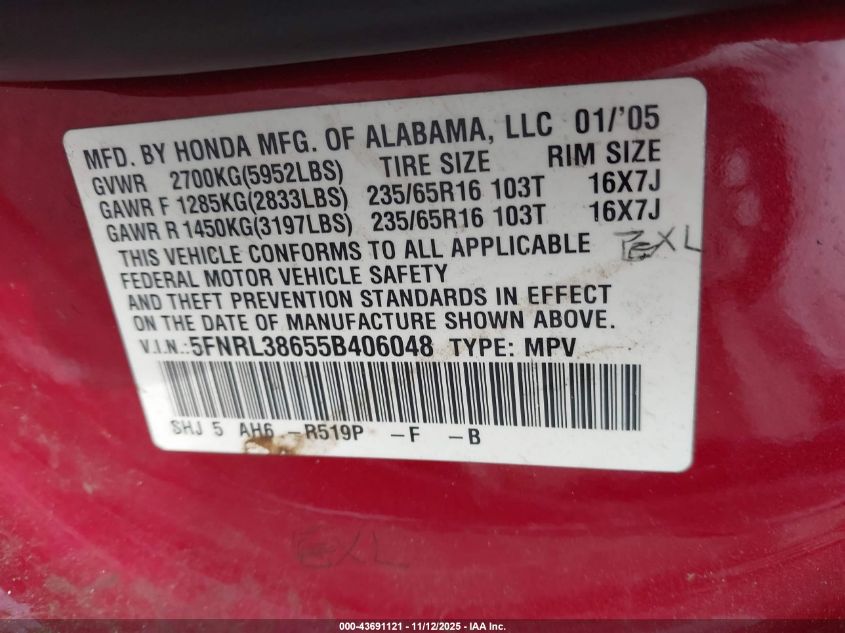 MFD. BY HONDA MFG. OF ALABAMA, LLC 01/'05
GVWR 2700KG(5952LBS) TIRE SIZE RIM SIZE
GAWR F 1285KG(2833LBS) 235/65R16 103T 16X7J
GAWR R 1450KG(3197LBS) 235/65R16 103T 16X7J
THIS VEHICLE CONFORMS TO ALL APPLICABLE
FEDERAL MOTOR VEHICLE SAFETY
AND THEFT PREVENTION STANDARDS IN EFFECT
ON THE DATE OF MANUFACTURE SHOWN ABOVE.
V.I.N.:5FNRL38655B406048 TYPE: MPV
SHJ 5 AH6 -R519P -F -B
000-43691121 - 11/12/2025 - IAA Inc.